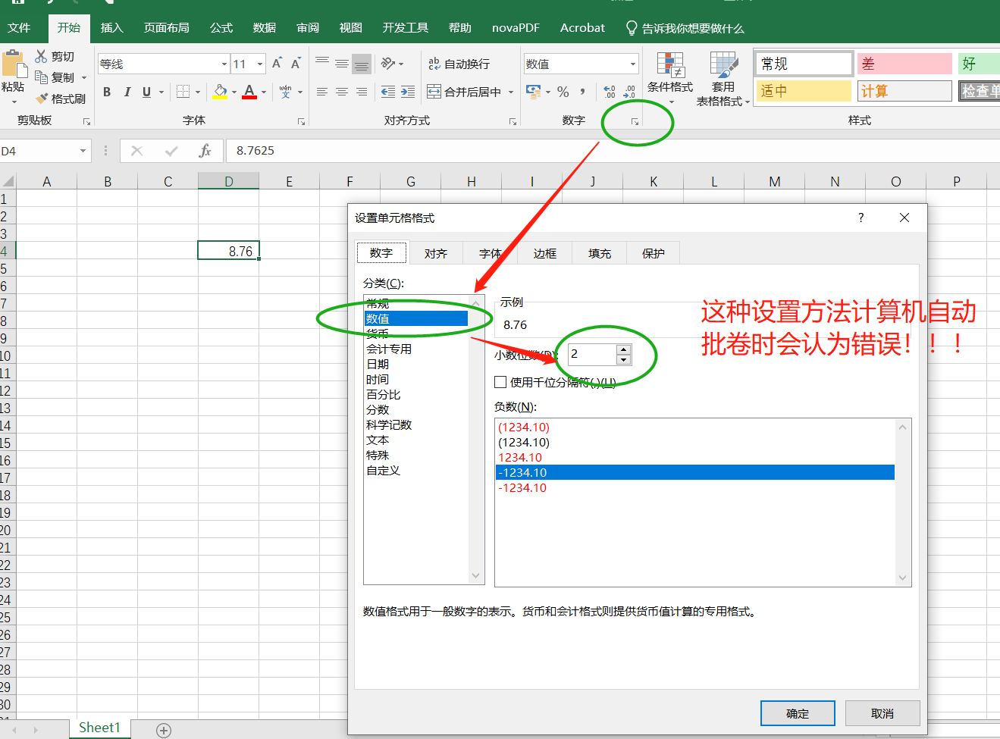 文件 开始 插入 页面布局 公式 数据 审阅 视图 开发工具 帮助 novaPDF Acrobat 告诉我你想要做什么
剪切
复制
格式刷
粘贴
剪贴板
等线 11 A A
B I U A wén 文
字体
ab c 自动换行
合并后居中
对齐方式
数值
% , .00 .0
数字
条件格式 套用
表格格式
常规 差 好
适中 计算 检查单
样式
D4 fx 8.7625
A B C D E F G H I J K L M N O P
1
2
3
4 8.76
5
6
7
8
9
10
11
12
13
14
15
16
17
18
19
20
21
22
23
24
25
26
27
28
29
30
设置单元格格式 ? ×
数字 对齐 字体 边框 填充 保护
分类(C):
常规
数值
货币
会计专用
日期
时间
百分比
分数
科学记数
文本
特殊
自定义
示例
8.76
小数位数(D): 2
使用千位分隔符(,)(U)
负数(N):
(1234.10)
(1234.10)
1234.10
-1234.10
-1234.10
这种设置方法计算机自动
批卷时会认为错误！！！
数值格式用于一般数字的表示。货币和会计格式则提供货币值计算的专用格式。
确定 取消
Sheet1